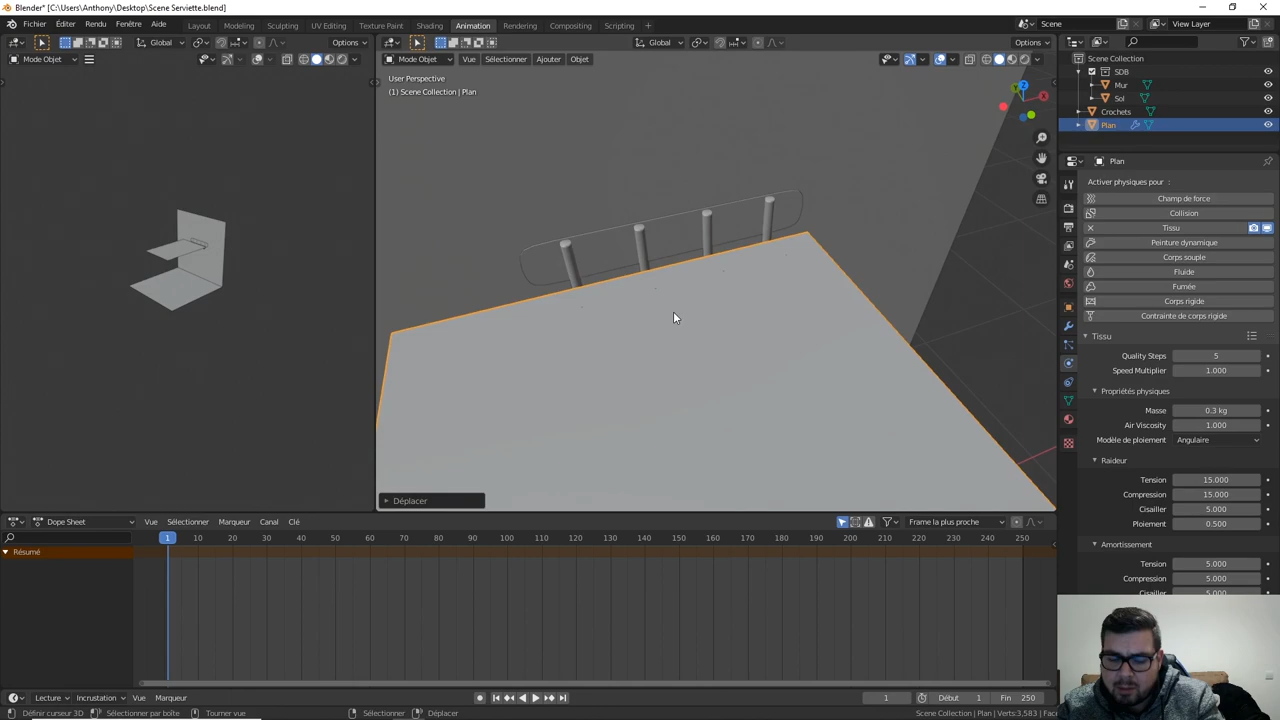 Blender* [C:\Users\Anthony\Desktop\Scene Serviette.blend]
Fichier Éditer Rendu Fenêtre Aide Layout Modeling Sculpting UV Editing Texture Paint Shading Animation Rendering Compositing Scripting + Scene View Layer
Global Options Global Options
Mode Objet Mode Objet Vue Sélectionner Ajouter Objet
Scene Collection
SDB
Mur
Sol
Crochets
Plan
User Perspective
(1) Scene Collection | Plan
Z
X
Y
Plan
Activer physiques pour :
Champ de force
Collision
Tissu
Peinture dynamique
Corps souple
Fluide
Fumée
Corps rigide
Contrainte de corps rigide
Tissu
Quality Steps 5
Speed Multiplier 1.000
Propriétés physiques
Masse 0.3 kg
Air Viscosity 1.000
Modèle de ploiement Angulaire
Raideur
Tension 15.000
Compression 15.000
Cisailler 5.000
Ploiement 0.500
Amortissement
Tension 5.000
Compression 5.000
Cisailler 5.000
Déplacer
Dope Sheet Vue Sélectionner Marqueur Canal Clé Frame la plus proche
1 10 20 30 40 50 60 70 80 90 100 110 120 130 140 150 160 170 180 190 200 210 220 230 240 250
Résumé
Lecture Incrustation Vue Marqueur 1 Début 1 Fin 250
Définir curseur 3D Sélectionner par boîte Tourner vue Sélectionner Déplacer Scene Collection | Plan | Verts:3,583 | Face